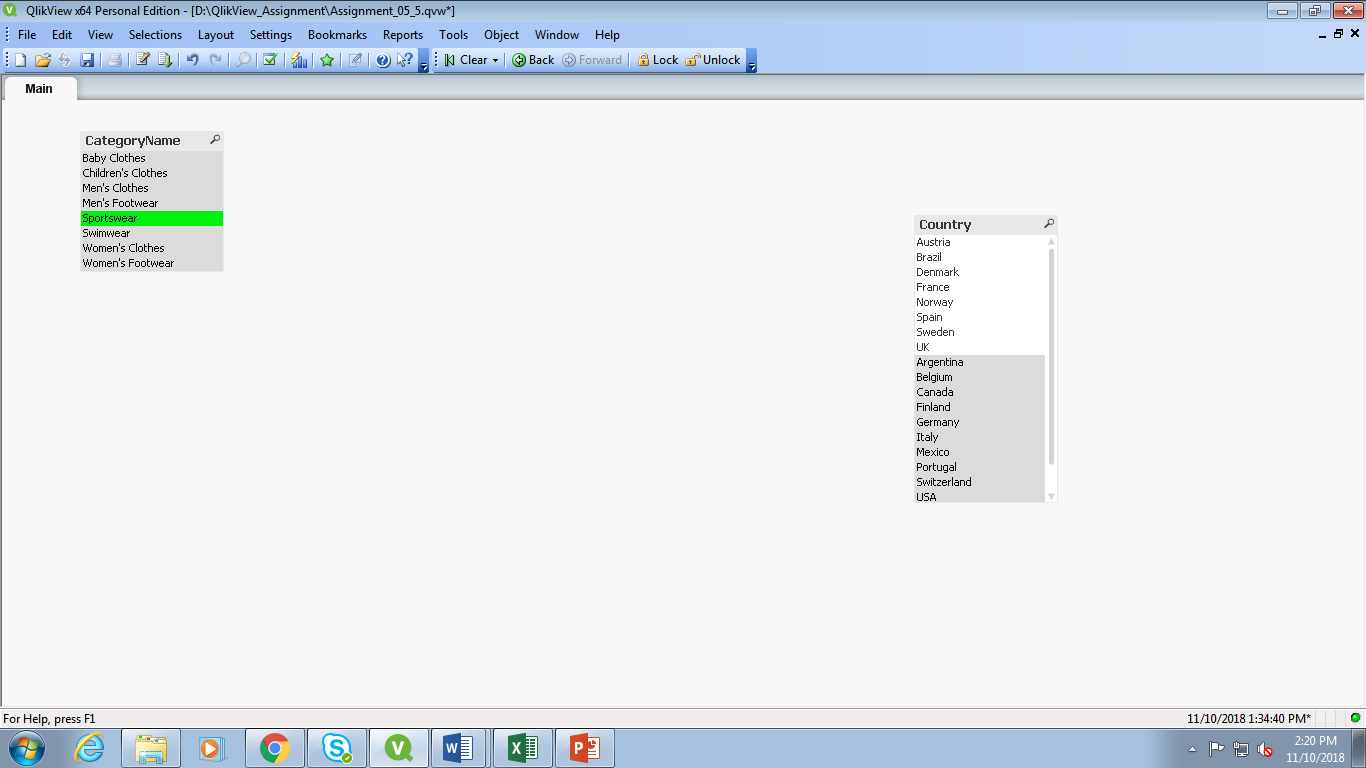 QlikView x64 Personal Edition - [D:\QlikView_Assignment\Assignment_05_5.qvw*]
File Edit View Selections Layout Settings Bookmarks Reports Tools Object Window Help
Clear Back Forward Lock Unlock
Main
CategoryName
Baby Clothes
Children's Clothes
Men's Clothes
Men's Footwear
Sportswear
Swimwear
Women's Clothes
Women's Footwear
Country
Austria
Brazil
Denmark
France
Norway
Spain
Sweden
UK
Argentina
Belgium
Canada
Finland
Germany
Italy
Mexico
Portugal
Switzerland
USA
For Help, press F1
11/10/2018 1:34:40 PM*
2:20 PM
11/10/2018